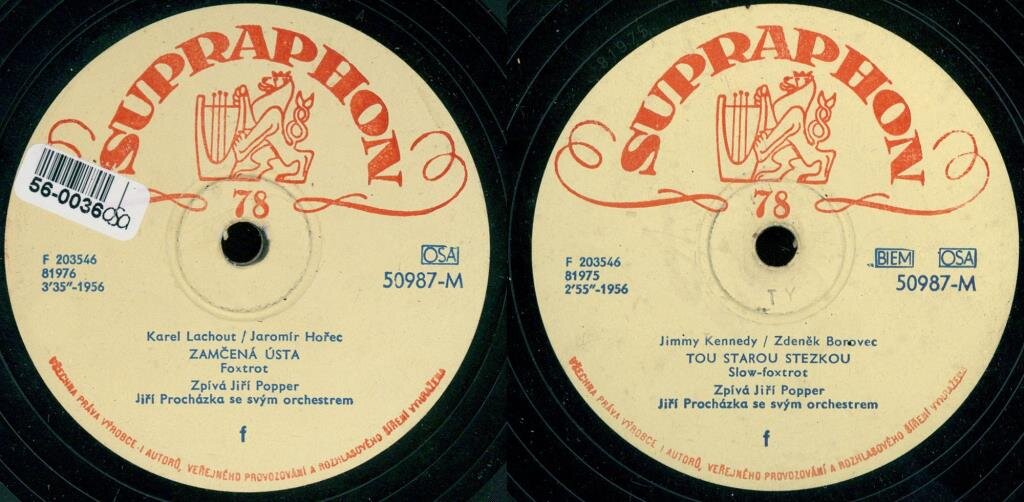 SUPRAPHON
78
56-0036
OSA
F 203546
81976
3'35"-1956
OSA
50987-M
Karel Lachout / Jaromír Hořec
ZAMČENÁ ÚSTA
Foxtrot
Zpívá Jiří Popper
Jiří Procházka se svým orchestrem
f
VŠECHNA PRÁVA VÝROBCE I AUTORŮ, VEŘEJNÉHO PROVOZOVÁNÍ A ROZHLASOVÉHO ŠÍŘENÍ VYHRAZENA
81975
SUPRAPHON
78
F 203546
81975
2'55"-1956
BIEM OSA
50987-M
TY
Jimmy Kennedy / Zdeněk Borovec
TOU STAROU STEZKOU
Slow-foxtrot
Zpívá Jiří Popper
Jiří Procházka se svým orchestrem
f
VŠECHNA PRÁVA VÝROBCE I AUTORŮ, VEŘEJNÉHO PROVOZOVÁNÍ A ROZHLASOVÉHO ŠÍŘENÍ VYHRAZENA